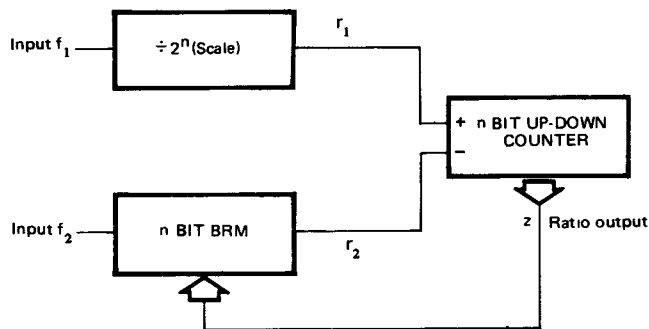 Input f₁
÷2ⁿ(Scale)
r₁
+ n BIT UP-DOWN
− COUNTER
Input f₂
n BIT BRM
r₂
z Ratio output